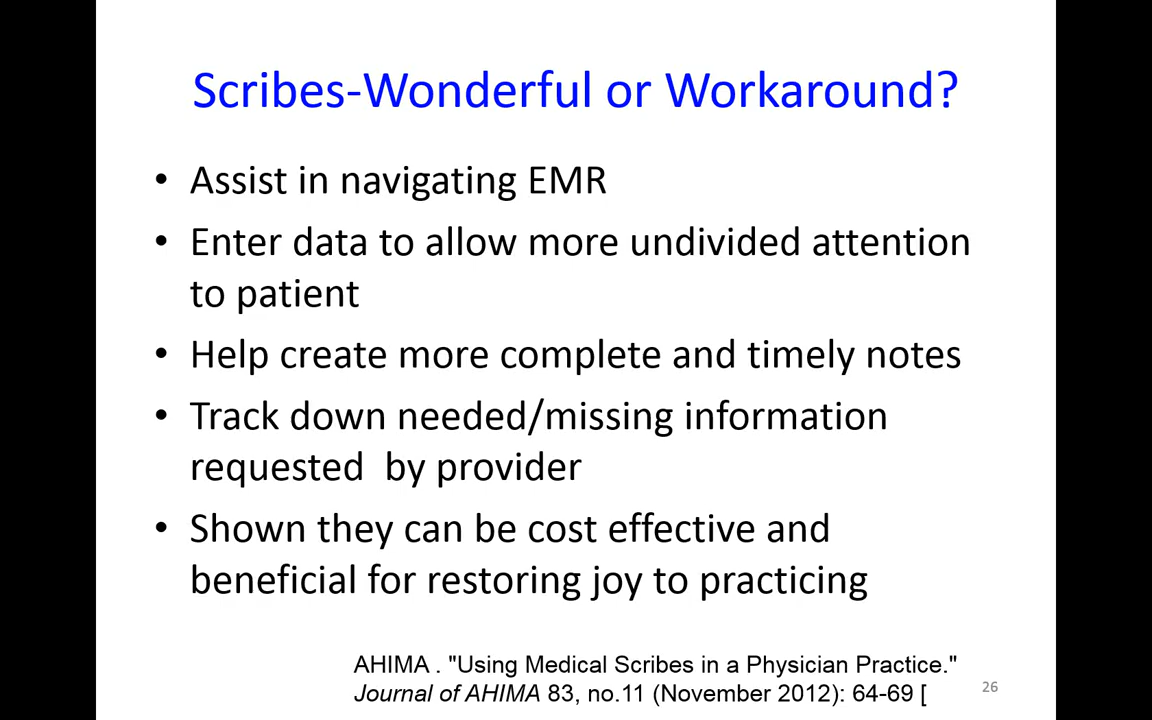 Scribes-Wonderful or Workaround?
• Assist in navigating EMR
• Enter data to allow more undivided attention
to patient
• Help create more complete and timely notes
• Track down needed/missing information
requested  by provider
• Shown they can be cost effective and
beneficial for restoring joy to practicing
AHIMA . "Using Medical Scribes in a Physician Practice."
Journal of AHIMA 83, no.11 (November 2012): 64-69 [
26